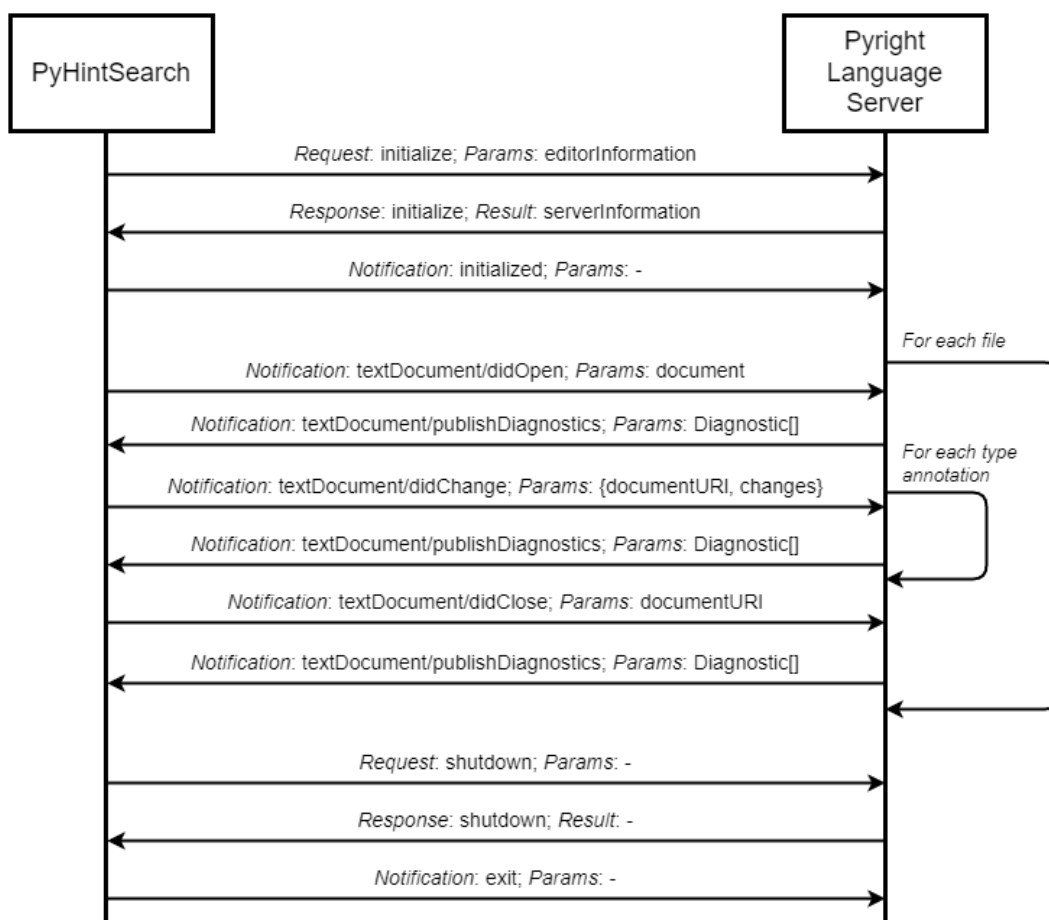 PyHintSearch
Pyright
Language
Server
Request: initialize; Params: editorInformation
Response: initialize; Result: serverInformation
Notification: initialized; Params: -
For each file
Notification: textDocument/didOpen; Params: document
Notification: textDocument/publishDiagnostics; Params: Diagnostic[]
For each type
annotation
Notification: textDocument/didChange; Params: {documentURI, changes}
Notification: textDocument/publishDiagnostics; Params: Diagnostic[]
Notification: textDocument/didClose; Params: documentURI
Notification: textDocument/publishDiagnostics; Params: Diagnostic[]
Request: shutdown; Params: -
Response: shutdown; Result: -
Notification: exit; Params: -